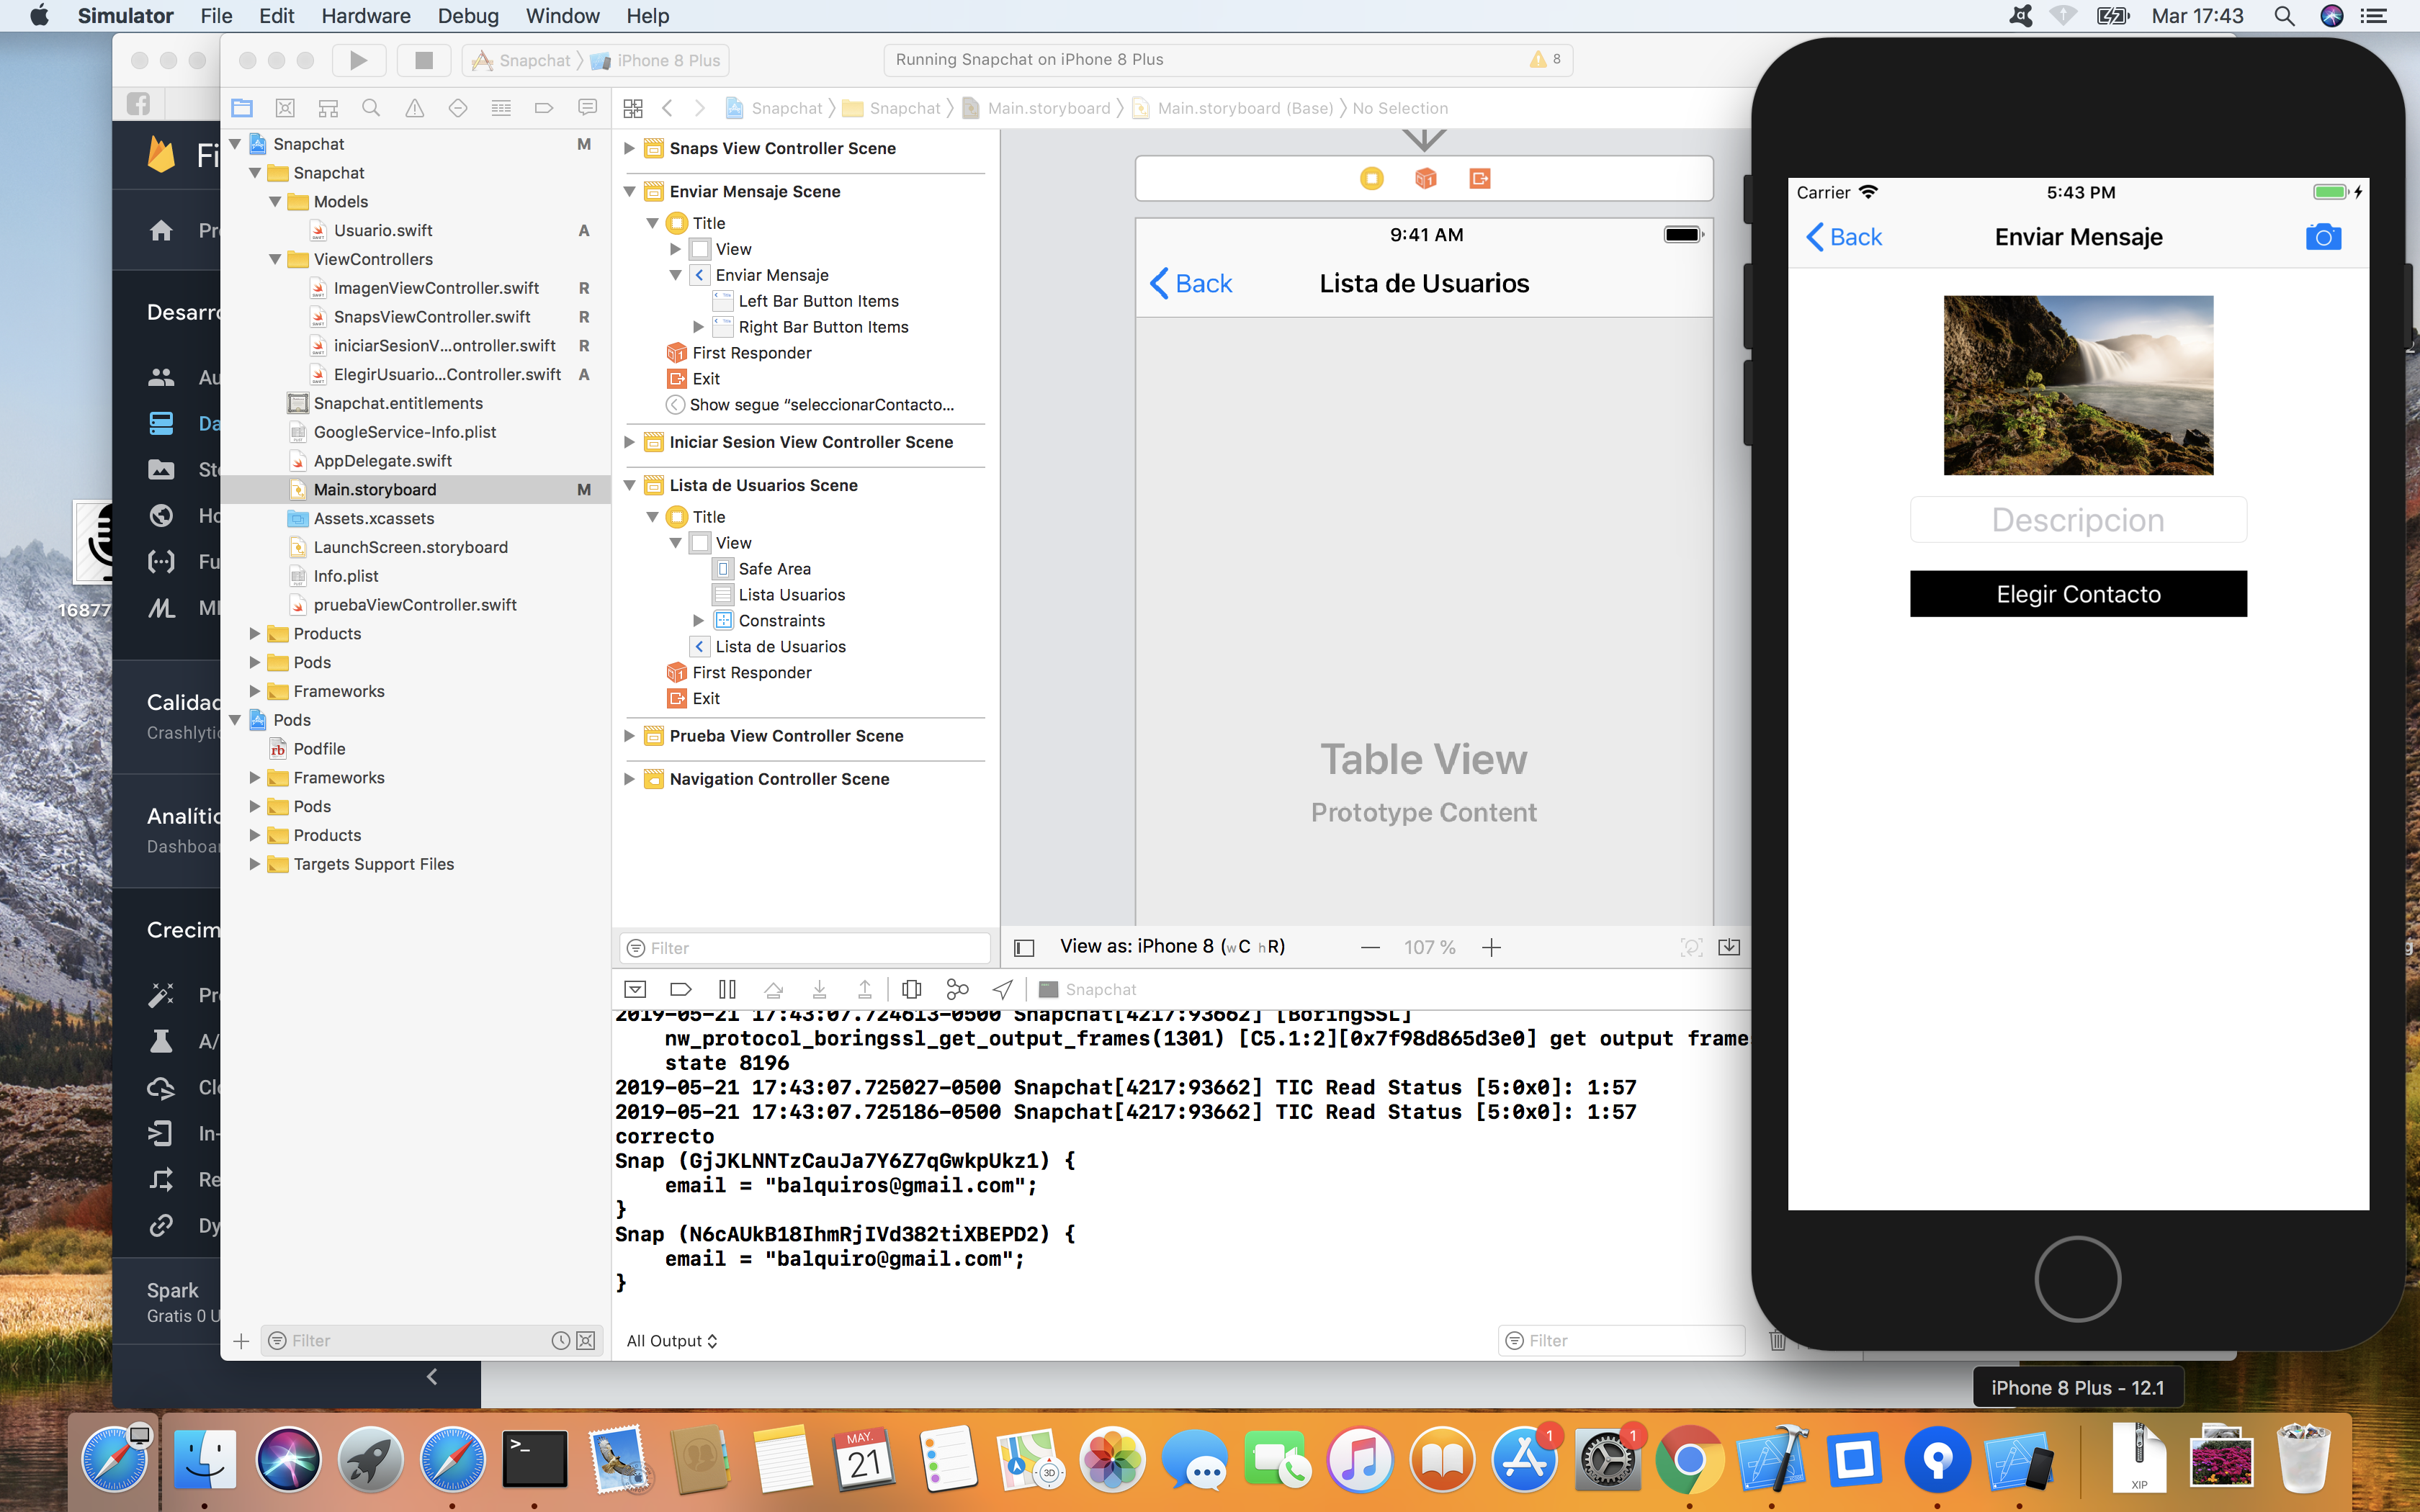 Simulator File Edit Hardware Debug Window Help
Mar 17:43
Snapchat iPhone 8 Plus
Running Snapchat on iPhone 8 Plus
8
Snapchat Snapchat Main.storyboard Main.storyboard (Base) No Selection
Snapchat M
Snapchat
Models
Usuario.swift A
ViewControllers
ImagenViewController.swift R
SnapsViewController.swift R
iniciarSesionV...ontroller.swift R
ElegirUsuario...Controller.swift A
Snapchat.entitlements
GoogleService-Info.plist
AppDelegate.swift
Main.storyboard M
Assets.xcassets
LaunchScreen.storyboard
Info.plist
pruebaViewController.swift
Products
Pods
Frameworks
Pods
Podfile
Frameworks
Pods
Products
Targets Support Files
Filter
Fi
Pr
Desarro
Au
Da
Sto
Ho
Fu
ML
Calidad
Crashlytic
Analític
Dashboar
Crecim
Pr
A/
Clo
In-
Re
Dy
Spark
Gratis 0 U
16877
Snaps View Controller Scene
Enviar Mensaje Scene
Title
View
Enviar Mensaje
Left Bar Button Items
Right Bar Button Items
First Responder
Exit
Show segue “seleccionarContacto...
Iniciar Sesion View Controller Scene
Lista de Usuarios Scene
Title
View
Safe Area
Lista Usuarios
Constraints
Lista de Usuarios
First Responder
Exit
Prueba View Controller Scene
Navigation Controller Scene
Filter
9:41 AM
Back Lista de Usuarios
Table View
Prototype Content
View as: iPhone 8 (wC hR)
107 %
Snapchat
2019-05-21 17:43:07.724613-0500 Snapchat[4217:93662] [BoringSSL]
nw_protocol_boringssl_get_output_frames(1301) [C5.1:2][0x7f98d865d3e0] get output frame
state 8196
2019-05-21 17:43:07.725027-0500 Snapchat[4217:93662] TIC Read Status [5:0x0]: 1:57
2019-05-21 17:43:07.725186-0500 Snapchat[4217:93662] TIC Read Status [5:0x0]: 1:57
correcto
Snap (GjJKLNNTzCauJa7Y6Z7qGwkpUkz1) {
email = "balquiros@gmail.com";
}
Snap (N6cAUkB18IhmRjIVd382tiXBEPD2) {
email = "balquiro@gmail.com";
}
All Output
Filter
Carrier 5:43 PM
Back Enviar Mensaje
Descripcion
Elegir Contacto
iPhone 8 Plus - 12.1
MAY.
21
3D
1
1
XIP